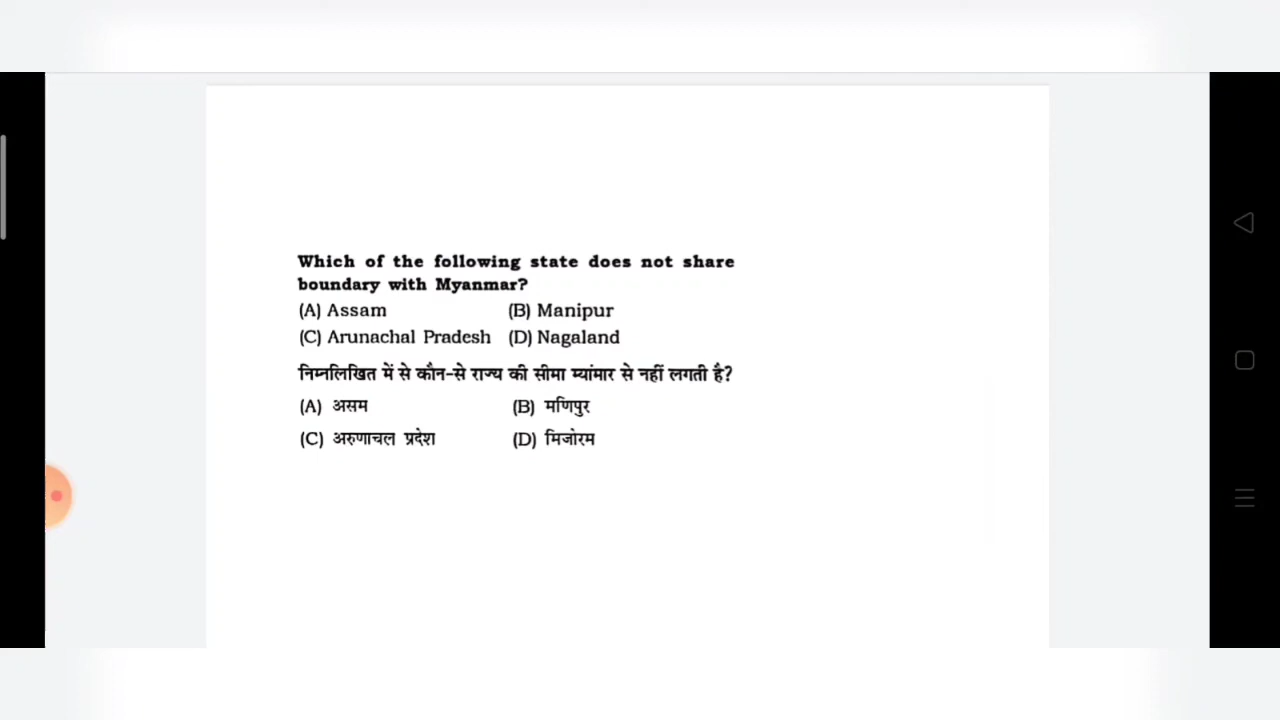 Which of the following state does not share
boundary with Myanmar?
(A) Assam (B) Manipur
(C) Arunachal Pradesh (D) Nagaland
निम्नलिखित में से कौन-से राज्य की सीमा म्यांमार से नहीं लगती है?
(A) असम (B) मणिपुर
(C) अरुणाचल प्रदेश (D) मिजोरम